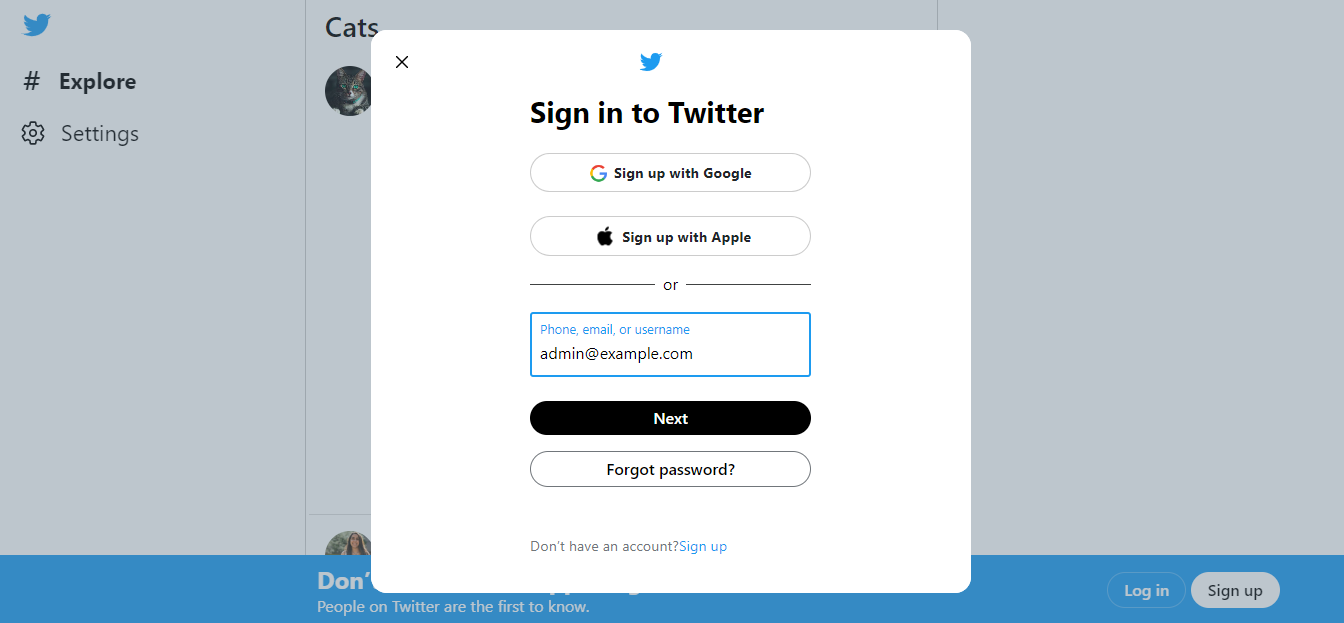 Cats
# Explore
Settings
Sign in to Twitter
Sign up with Google
Sign up with Apple
or
Phone, email, or username
admin@example.com
Next
Forgot password?
Don't have an account?Sign up
Don't
People on Twitter are the first to know.
Log in
Sign up